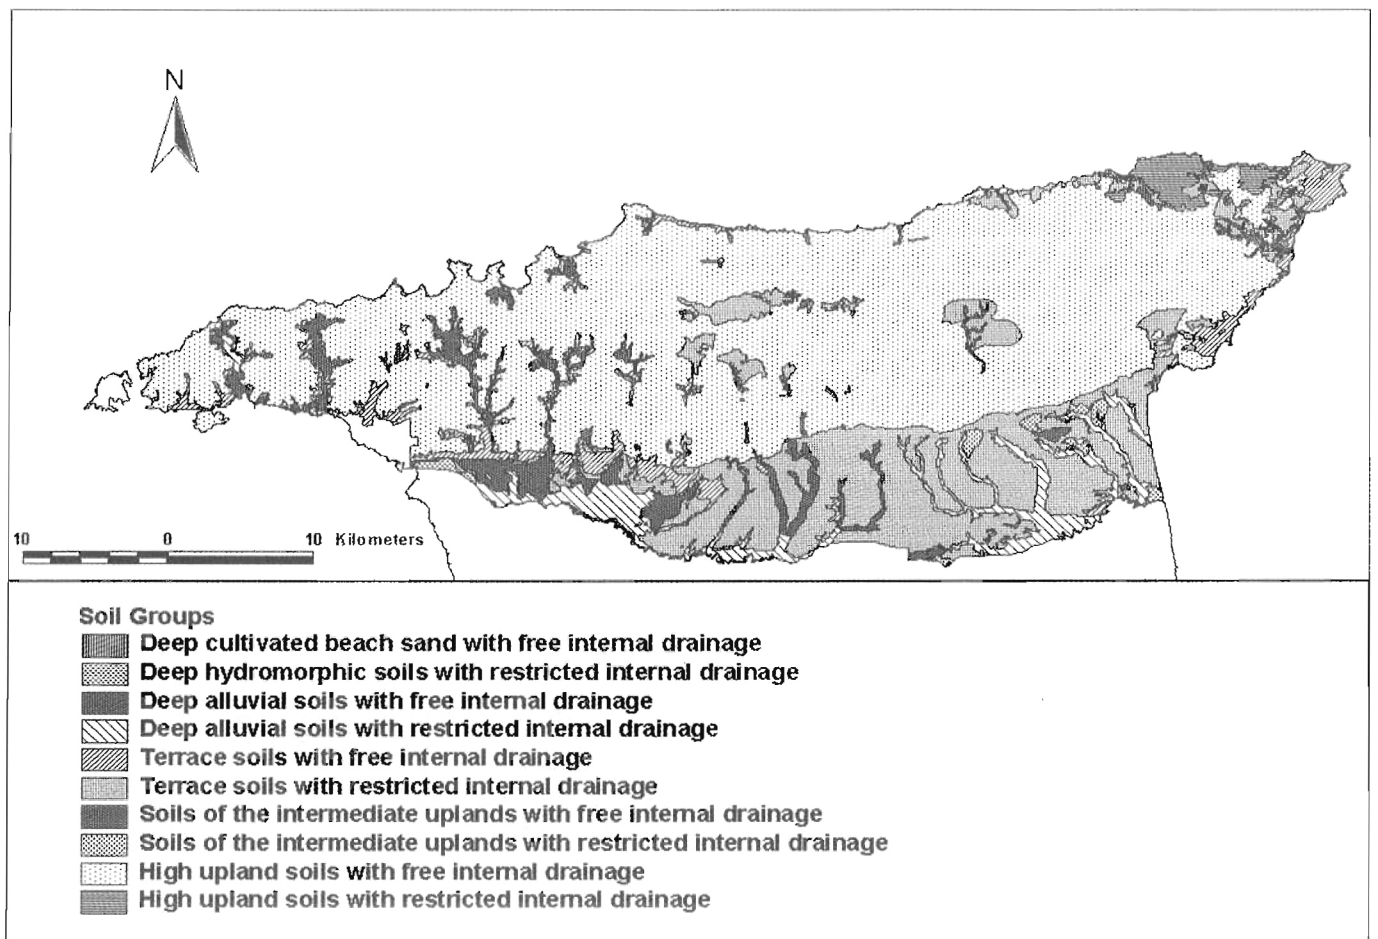 N
10 0 10 Kilometers
Soil Groups
Deep cultivated beach sand with free internal drainage
Deep hydromorphic soils with restricted internal drainage
Deep alluvial soils with free internal drainage
Deep alluvial soils with restricted internal drainage
Terrace soils with free internal drainage
Terrace soils with restricted internal drainage
Soils of the intermediate uplands with free internal drainage
Soils of the intermediate uplands with restricted internal drainage
High upland soils with free internal drainage
High upland soils with restricted internal drainage